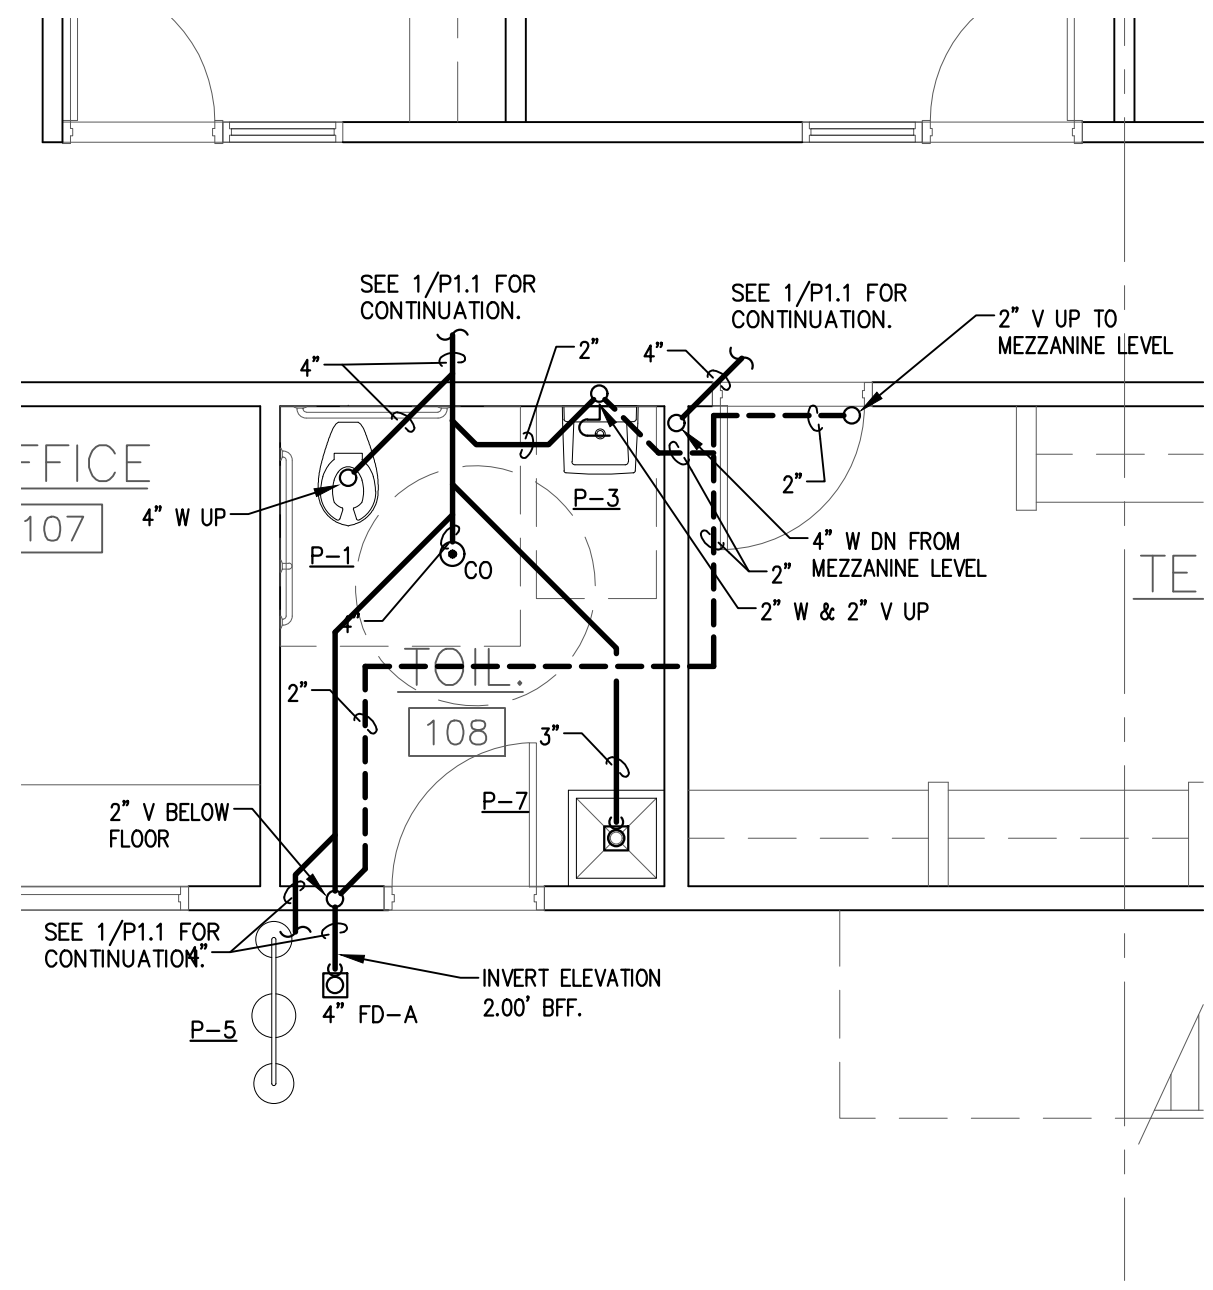 SEE 1/P1.1 FOR
CONTINUATION.
SEE 1/P1.1 FOR
CONTINUATION.
2" V UP TO
MEZZANINE LEVEL
4"
2"
4"
FFICE
107
4" W UP
P-1
P-3
2"
CO
4"
4" W DN FROM
MEZZANINE LEVEL
2"
2" W & 2" V UP
TE
TOIL.
108
2"
3"
P-7
2" V BELOW
FLOOR
SEE 1/P1.1 FOR
CONTINUATION.
4"
INVERT ELEVATION
2.00' BFF.
4" FD-A
P-5